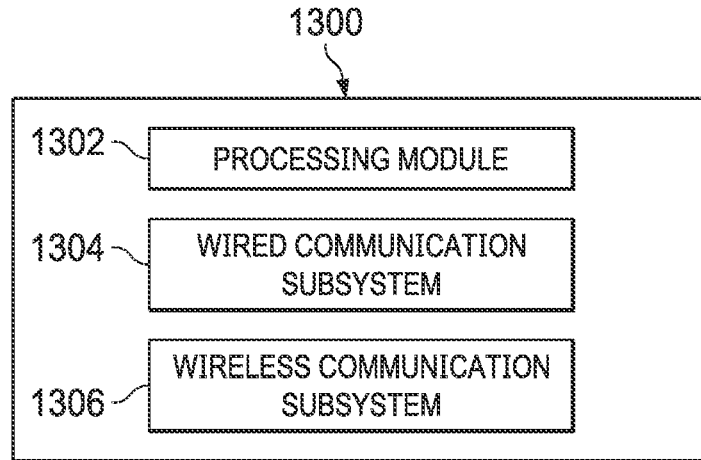 1300
1302
PROCESSING MODULE
1304
WIRED COMMUNICATION
SUBSYSTEM
1306
WIRELESS COMMUNICATION
SUBSYSTEM